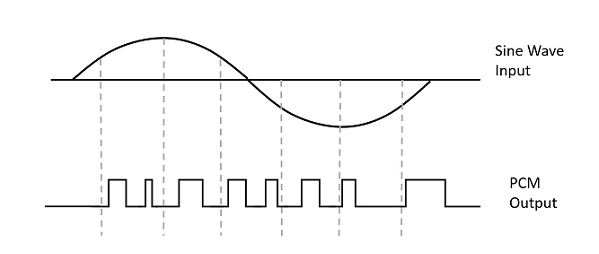 Sine Wave
Input
PCM
Output